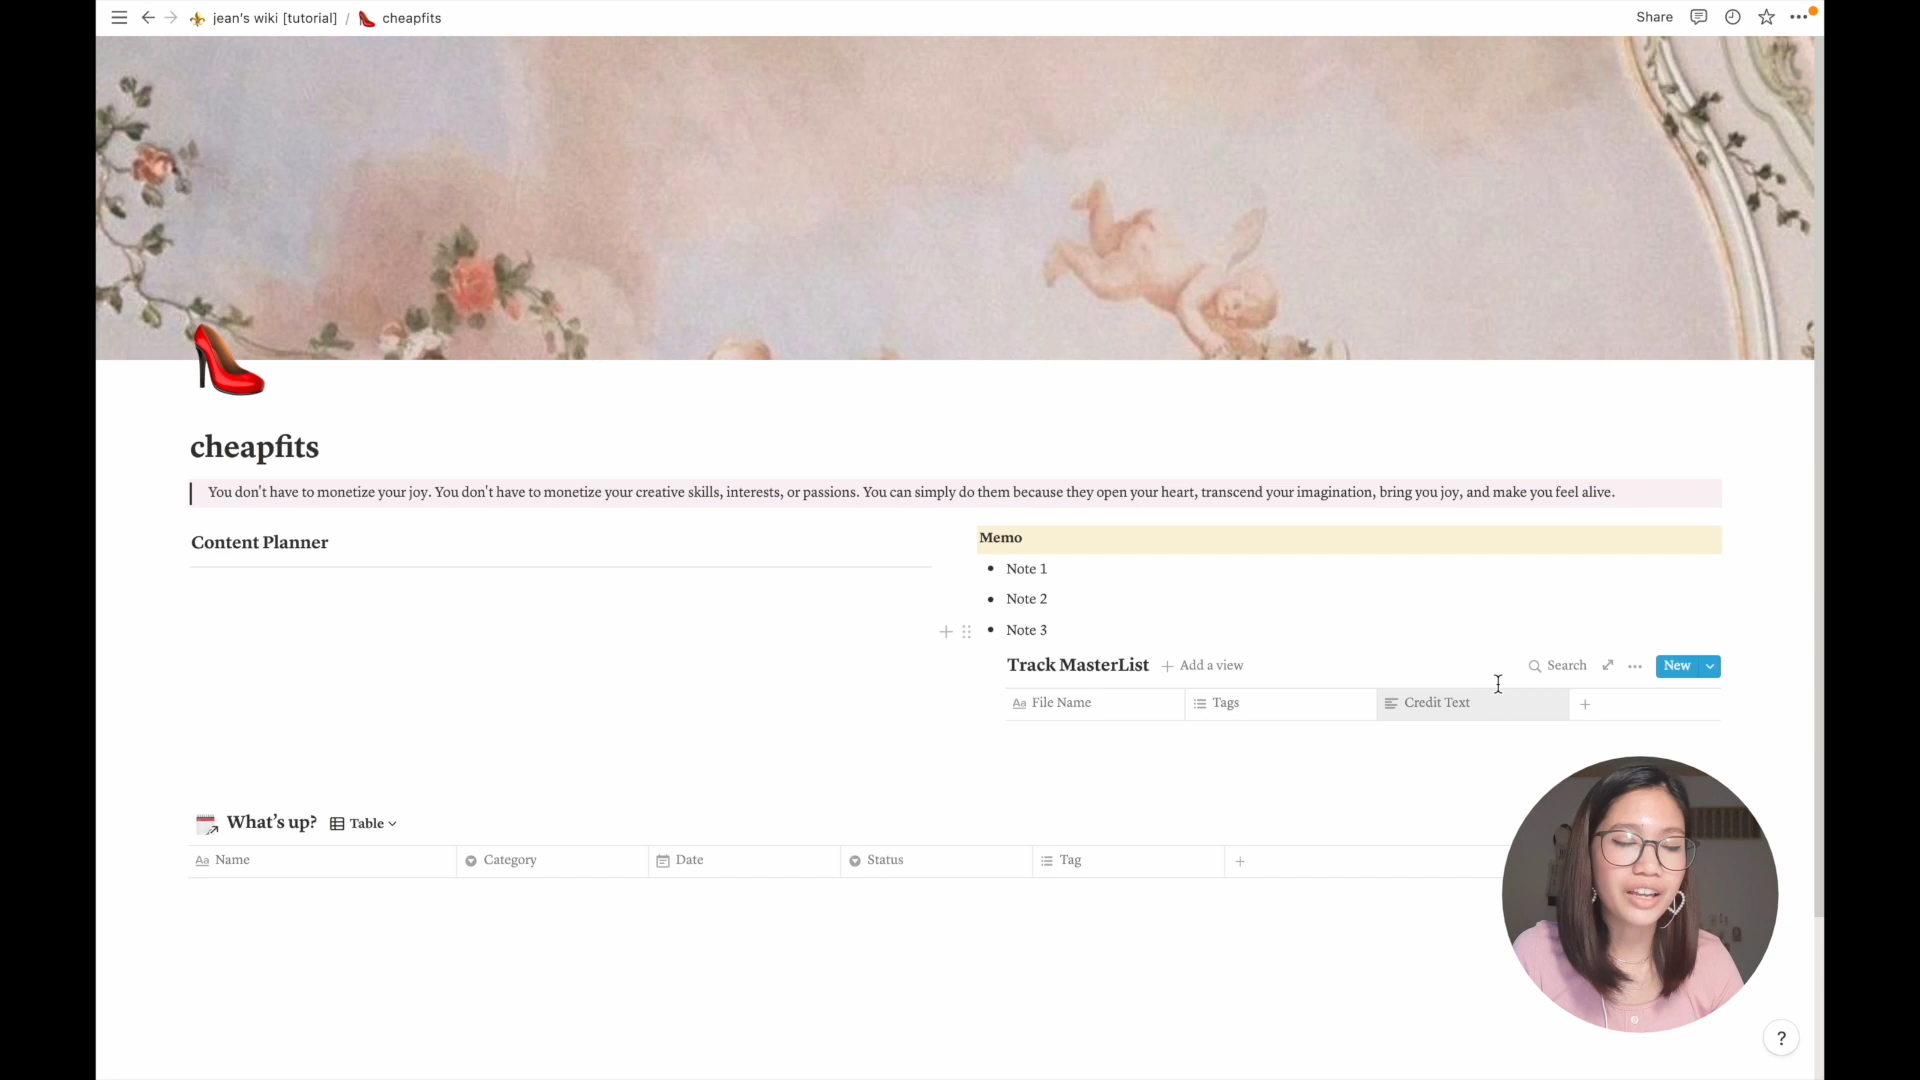 jean's wiki [tutorial] / cheapfits
Share
cheapfits
You don't have to monetize your joy. You don't have to monetize your creative skills, interests, or passions. You can simply do them because they open your heart, transcend your imagination, bring you joy, and make you feel alive.
Content Planner
Memo
Note 1
Note 2
Note 3
Track MasterList + Add a view Search New
Aa File Name Tags Credit Text +
What's up? Table
Aa Name Category Date Status Tag +
?